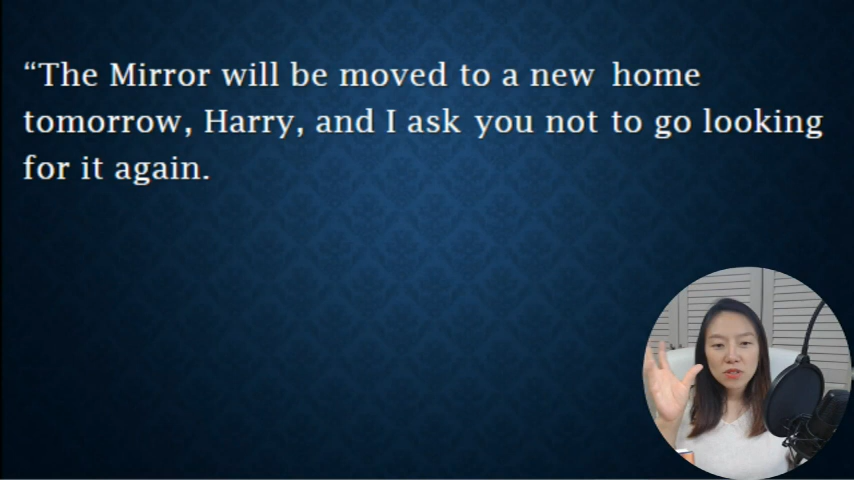 “The Mirror will be moved to a new home
tomorrow, Harry, and I ask you not to go looking
for it again.